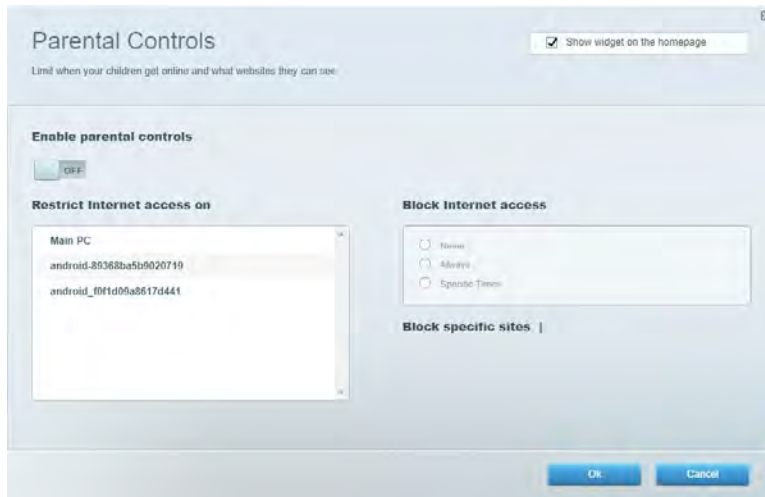 Parental Controls
Show widget on the homepage
Limit when your children get online and what websites they can see.
Enable parental controls
OFF
Restrict Internet access on
Main PC
android-89368ba5b9020719
android_f0f1d09a8617d441
Block Internet access
Never
Always
Specific Times
Block specific sites |
Ok
Cancel